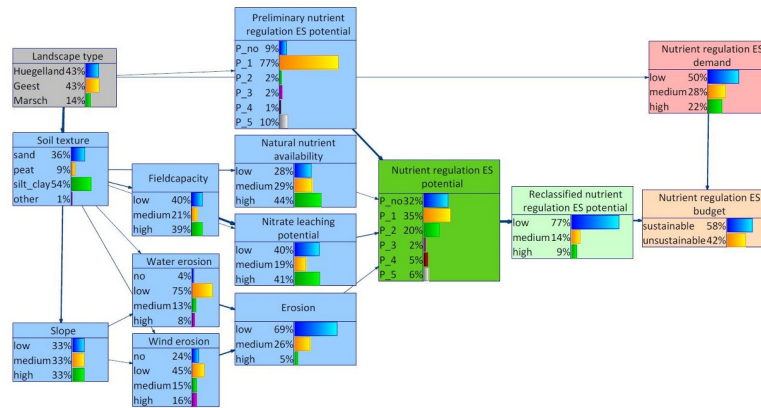 Landscape type
Huegelland 43%
Geest 43%
Marsch 14%
Preliminary nutrient
regulation ES potential
P_no 9%
P_1 77%
P_2 2%
P_3 2%
P_4 1%
P_5 10%
Nutrient regulation ES
demand
low 50%
medium 28%
high 22%
Soil texture
sand 36%
peat 9%
silt_clay 54%
other 1%
Fieldcapacity
low 40%
medium 21%
high 39%
Natural nutrient
availability
low 28%
medium 29%
high 44%
Nitrate leaching
potential
low 40%
medium 19%
high 41%
Nutrient regulation ES
potential
P_no 32%
P_1 35%
P_2 20%
P_3 2%
P_4 5%
P_5 6%
Reclassified nutrient
regulation ES potential
low 77%
medium 14%
high 9%
Nutrient regulation ES
budget
sustainable 58%
unsustainable 42%
Water erosion
no 4%
low 75%
medium 13%
high 8%
Erosion
low 69%
medium 26%
high 5%
Slope
low 33%
medium 33%
high 33%
Wind erosion
no 24%
low 45%
medium 15%
high 16%